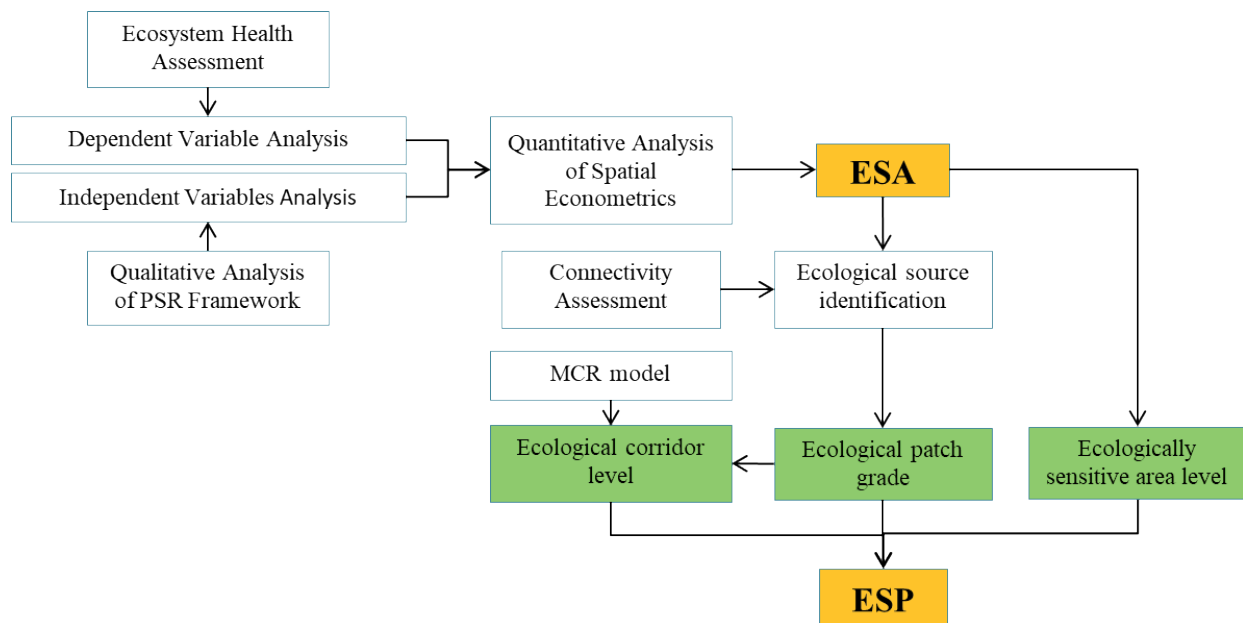 Ecosystem Health
Assessment
Dependent Variable Analysis
Independent Variables Analysis
Qualitative Analysis
of PSR Framework
Quantitative Analysis
of Spatial
Econometrics
ESA
Connectivity
Assessment
Ecological source
identification
MCR model
Ecological corridor
level
Ecological patch
grade
Ecologically
sensitive area level
ESP